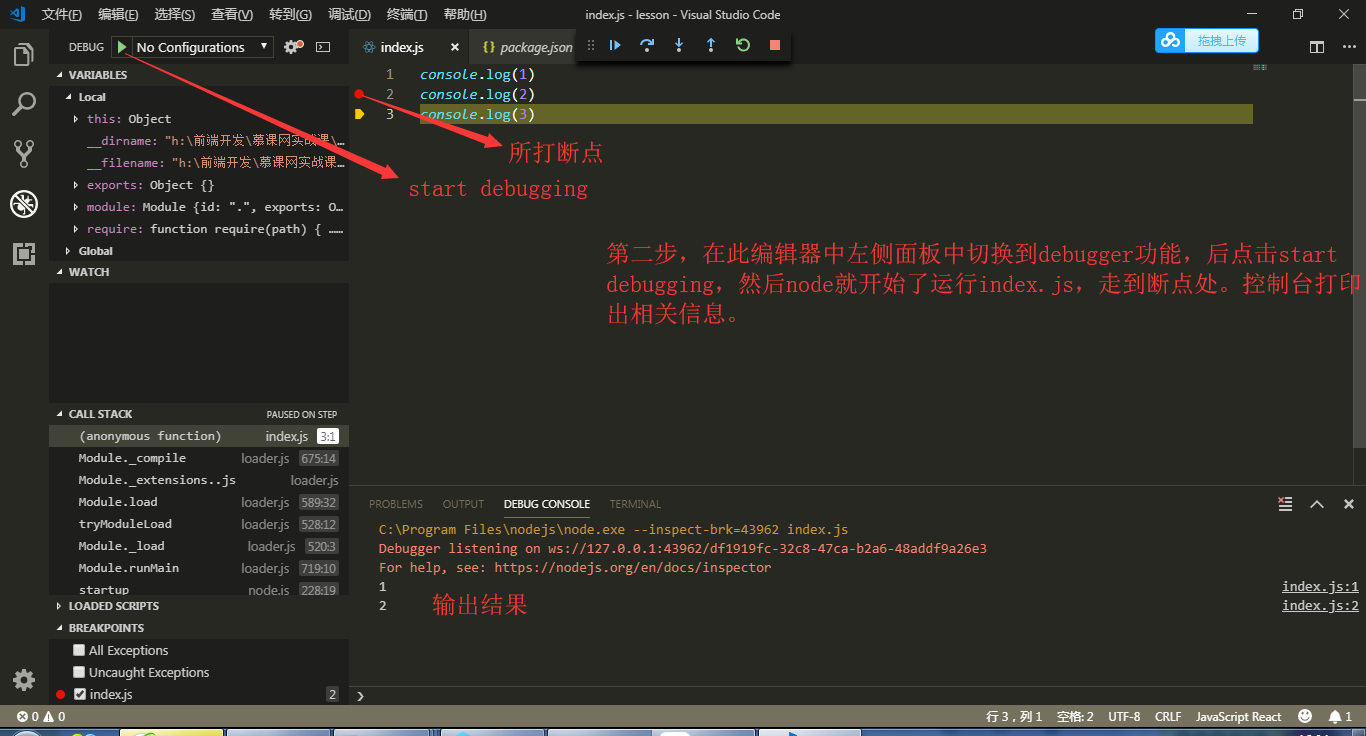 文件(F) 编辑(E) 选择(S) 查看(V) 转到(G) 调试(D) 终端(T) 帮助(H) index.js - lesson - Visual Studio Code
DEBUG No Configurations
index.js × { } package.json
拖拽上传
VARIABLES
Local
this: Object
__dirname: "h:\前端开发\慕课网实战课\…
__filename: "h:\前端开发\慕课网实战课…
exports: Object {}
module: Module {id: ".", exports: O…
require: function require(path) { ……
Global
WATCH
1 console.log(1)
2 console.log(2)
3 console.log(3)
所打断点
start debugging
第二步，在此编辑器中左侧面板中切换到debugger功能，后点击start
debugging，然后node就开始了运行index.js，走到断点处。控制台打印
出相关信息。
CALL STACK PAUSED ON STEP
(anonymous function) index.js 3:1
Module._compile loader.js 675:14
Module._extensions..js loader.js
Module.load loader.js 589:32
tryModuleLoad loader.js 528:12
Module._load loader.js 520:3
Module.runMain loader.js 719:10
startup node.js 228:19
LOADED SCRIPTS
BREAKPOINTS
All Exceptions
Uncaught Exceptions
index.js 2
PROBLEMS OUTPUT DEBUG CONSOLE TERMINAL
C:\Program Files\nodejs\node.exe --inspect-brk=43962 index.js
Debugger listening on ws://127.0.0.1:43962/df1919fc-32c8-47ca-b2a6-48addf9a26e3
For help, see: https://nodejs.org/en/docs/inspector
1 index.js:1
2 index.js:2
输出结果
0 0 行 3，列 1 空格: 2 UTF-8 CRLF JavaScript React 1